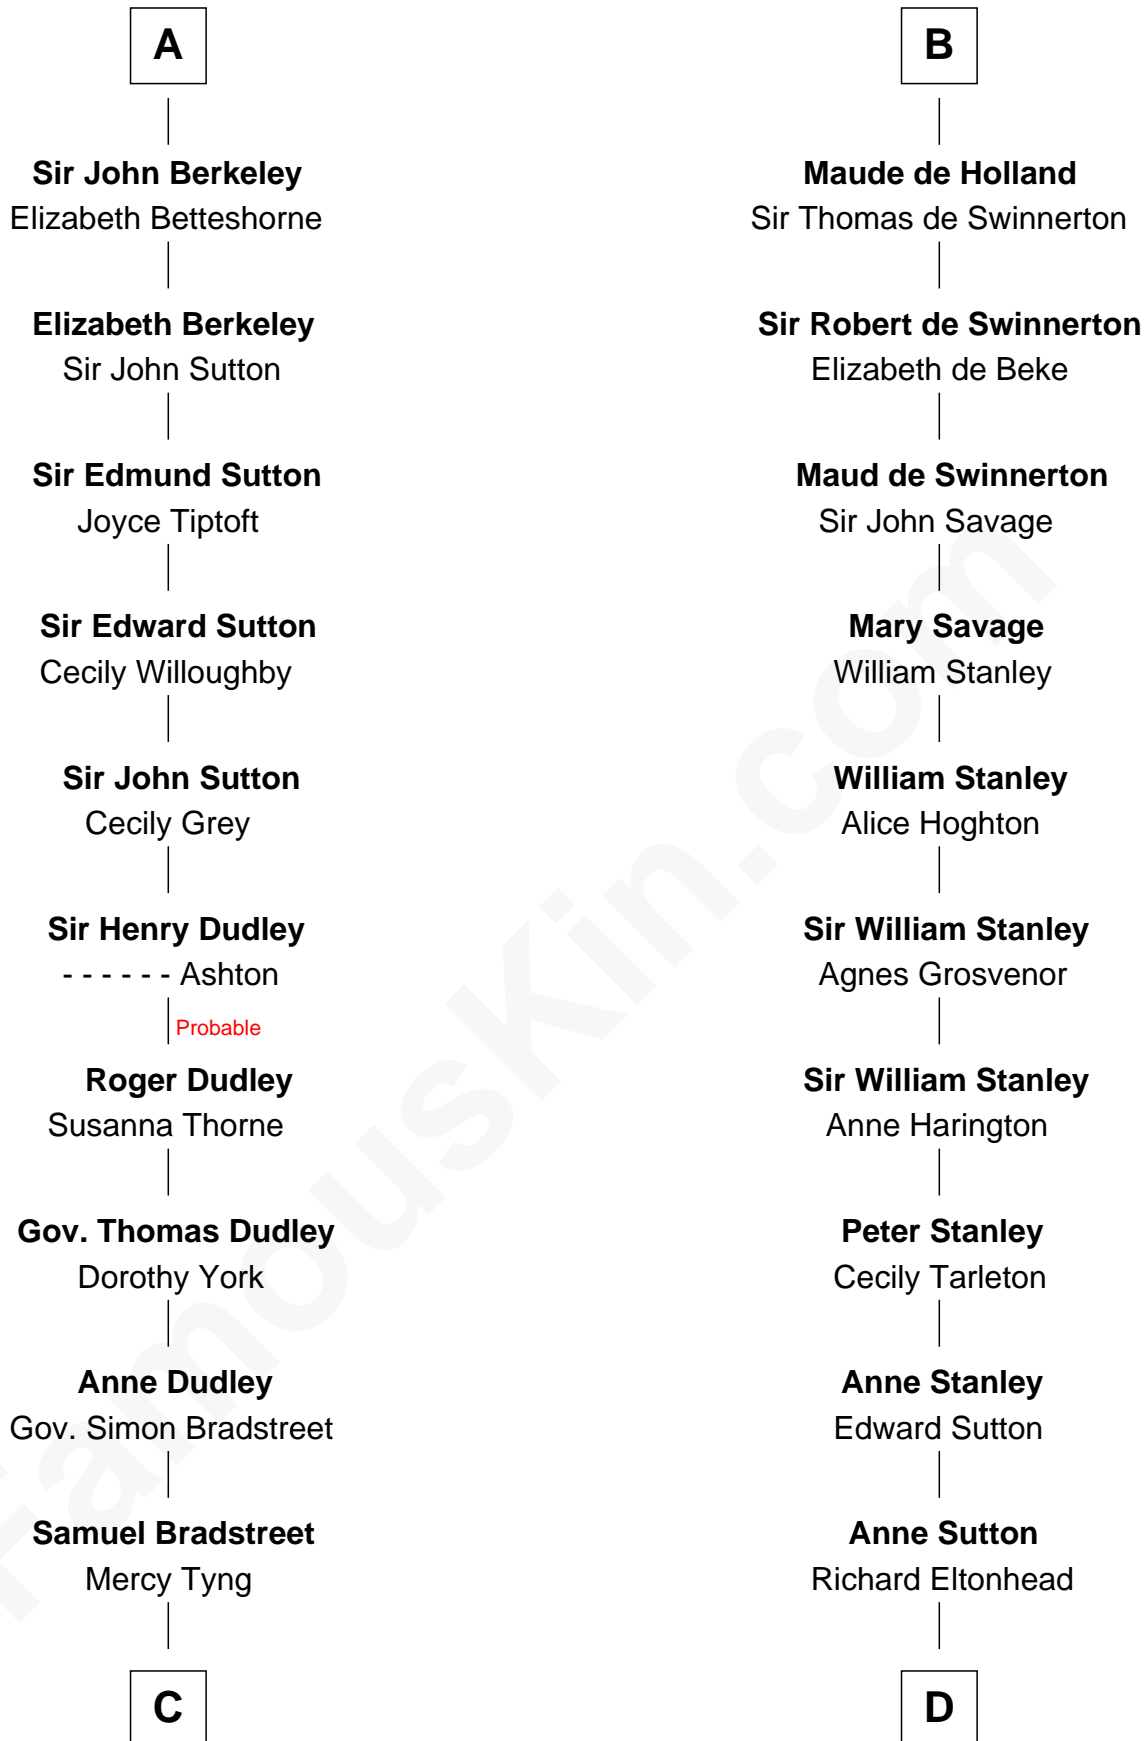 A
Sir John Berkeley
Elizabeth Betteshorne
Elizabeth Berkeley
Sir John Sutton
Sir Edmund Sutton
Joyce Tiptoft
Sir Edward Sutton
Cecily Willoughby
Sir John Sutton
Cecily Grey
Sir Henry Dudley
- - - - - - Ashton
Probable
Roger Dudley
Susanna Thorne
Gov. Thomas Dudley
Dorothy York
Anne Dudley
Gov. Simon Bradstreet
Samuel Bradstreet
Mercy Tyng
C
B
Maude de Holland
Sir Thomas de Swinnerton
Sir Robert de Swinnerton
Elizabeth de Beke
Maud de Swinnerton
Sir John Savage
Mary Savage
William Stanley
William Stanley
Alice Hoghton
Sir William Stanley
Agnes Grosvenor
Sir William Stanley
Anne Harington
Peter Stanley
Cecily Tarleton
Anne Stanley
Edward Sutton
Anne Sutton
Richard Eltonhead
D
FamousKin.com